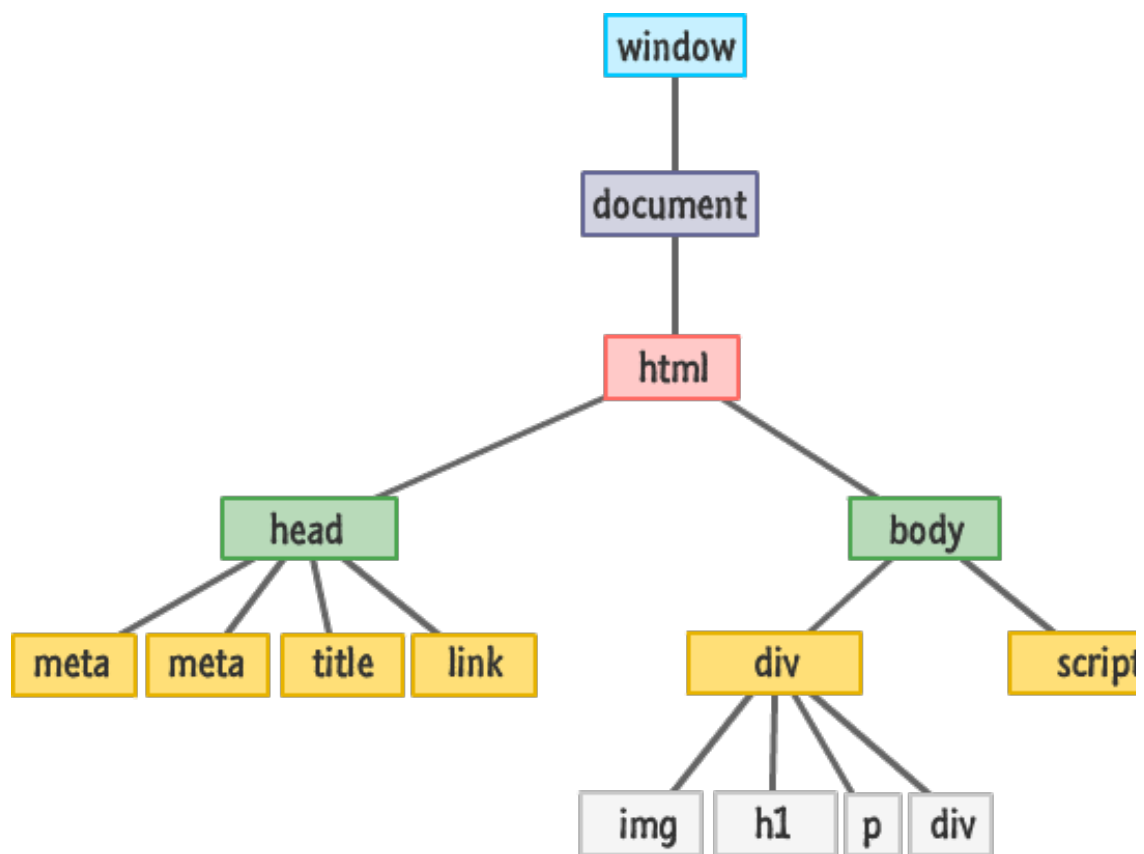 window
document
html
head body
meta meta title link div script
img h1 p div